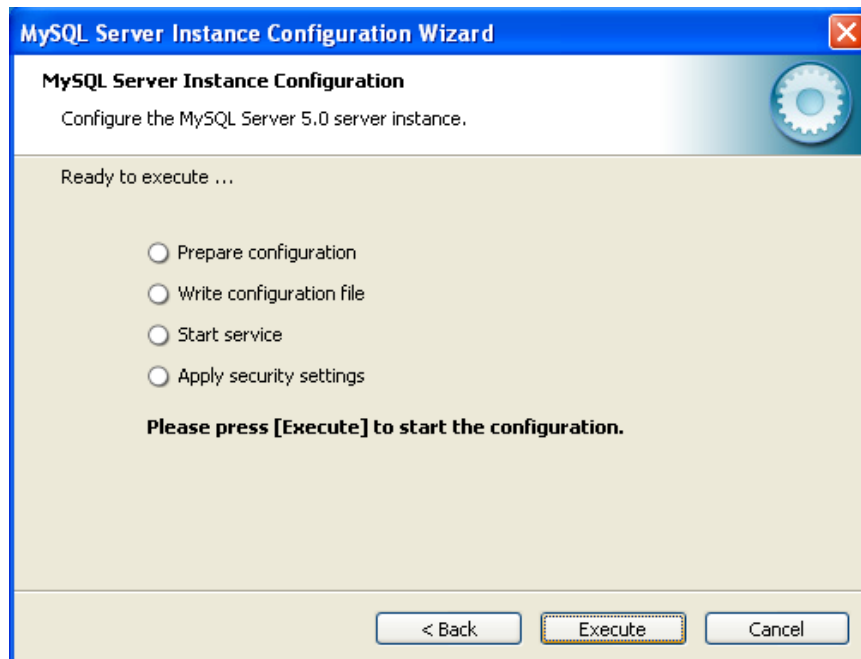 MySQL Server Instance Configuration Wizard
MySQL Server Instance Configuration
Configure the MySQL Server 5.0 server instance.
Ready to execute ...
Prepare configuration
Write configuration file
Start service
Apply security settings
Please press [Execute] to start the configuration.
< Back Execute Cancel